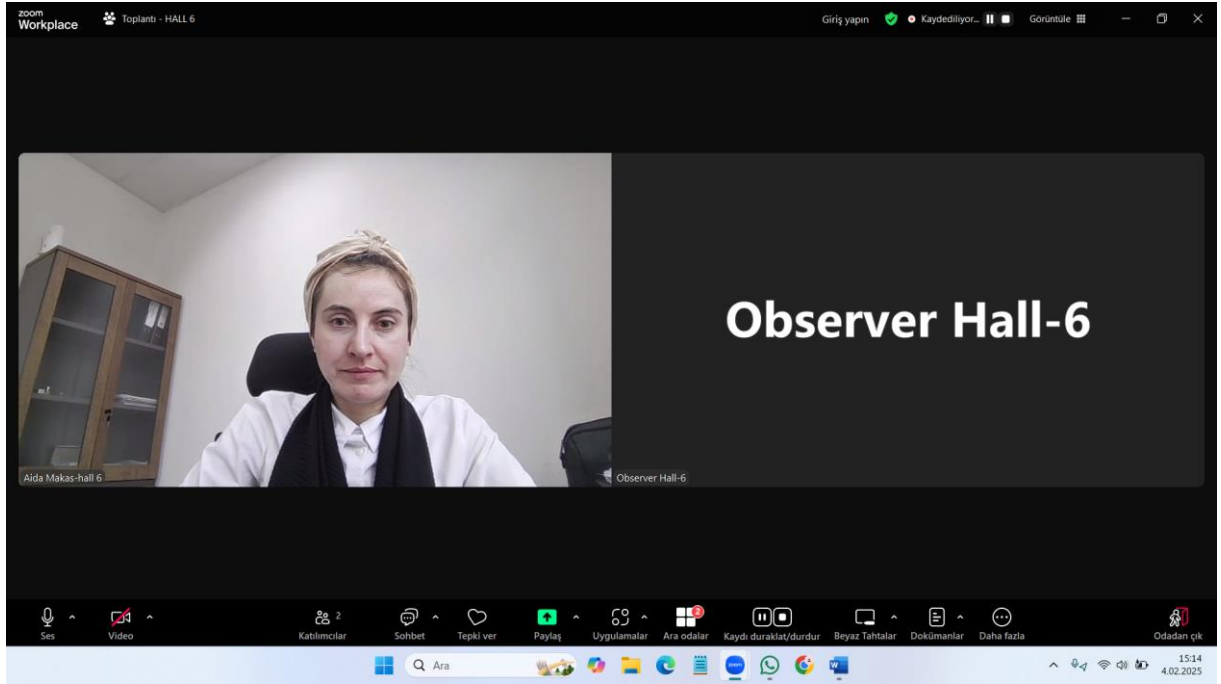 zoom
Workplace
Toplantı - HALL 6
Giriş yapın
Kaydediliyor...
Görüntüle
Observer Hall-6
Aida Makas-hall 6
Observer Hall-6
2
2
Ses
Video
Katılımcılar
Sohbet
Tepki ver
Paylaş
Uygulamalar
Ara odalar
Kaydı duraklat/durdur
Beyaz Tahtalar
Dokümanlar
Daha fazla
Odadan çık
Ara
zoom
15:14
4.02.2025